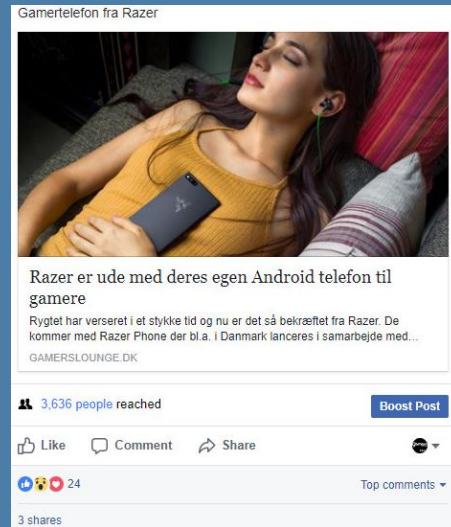 Gamertelefon fra Razer
Razer er ude med deres egen Android telefon til
gamere
Rygtet har verseret i et stykke tid og nu er det så bekræftet fra Razer. De
kommer med Razer Phone der bl.a. i Danmark lanceres i samarbejde med...
GAMERSLOUNGE.DK
3,636 people reached
Boost Post
Like Comment Share
24 Top comments
3 shares